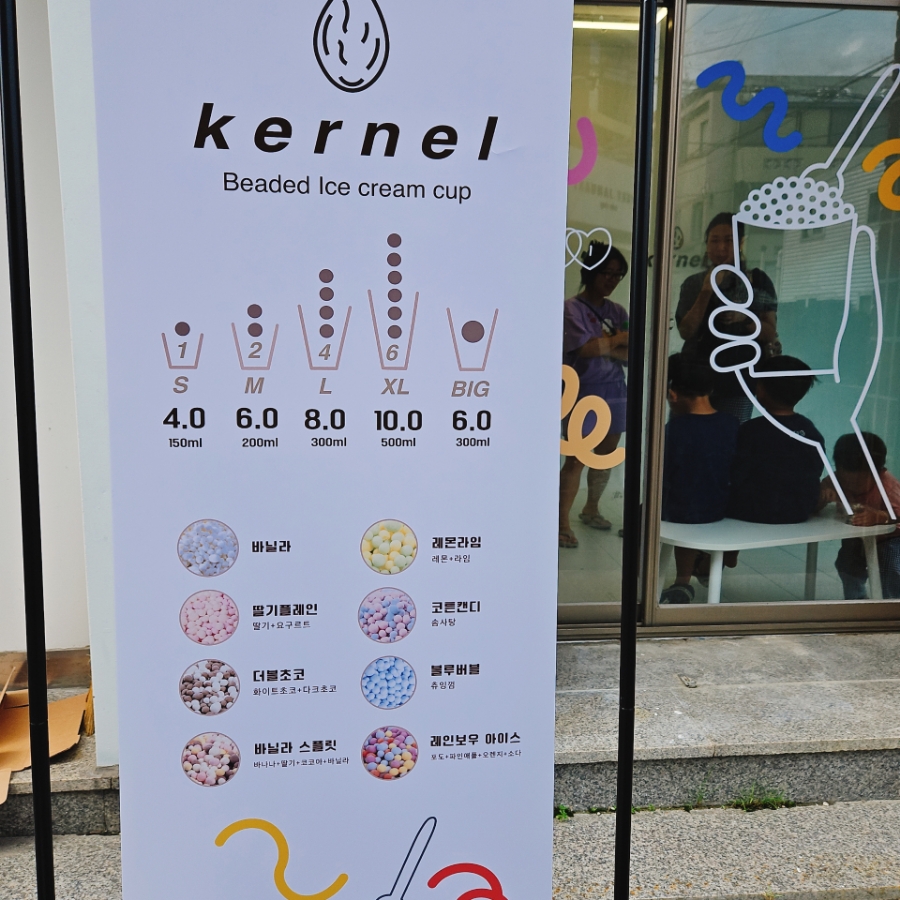 kernel
Beaded Ice cream cup
1 2 4 6
S M L XL BIG
4.0 6.0 8.0 10.0 6.0
150ml 200ml 300ml 500ml 300ml
바닐라
레몬라임
레몬+라임
딸기플레인
딸기+요구르트
코튼캔디
솜사탕
더블초코
화이트초코+다크초코
블루버블
츄잉껌
바닐라 스플릿
바나나+딸기+코코아+바닐라
레인보우 아이스
포도+파인애플+오렌지+소다